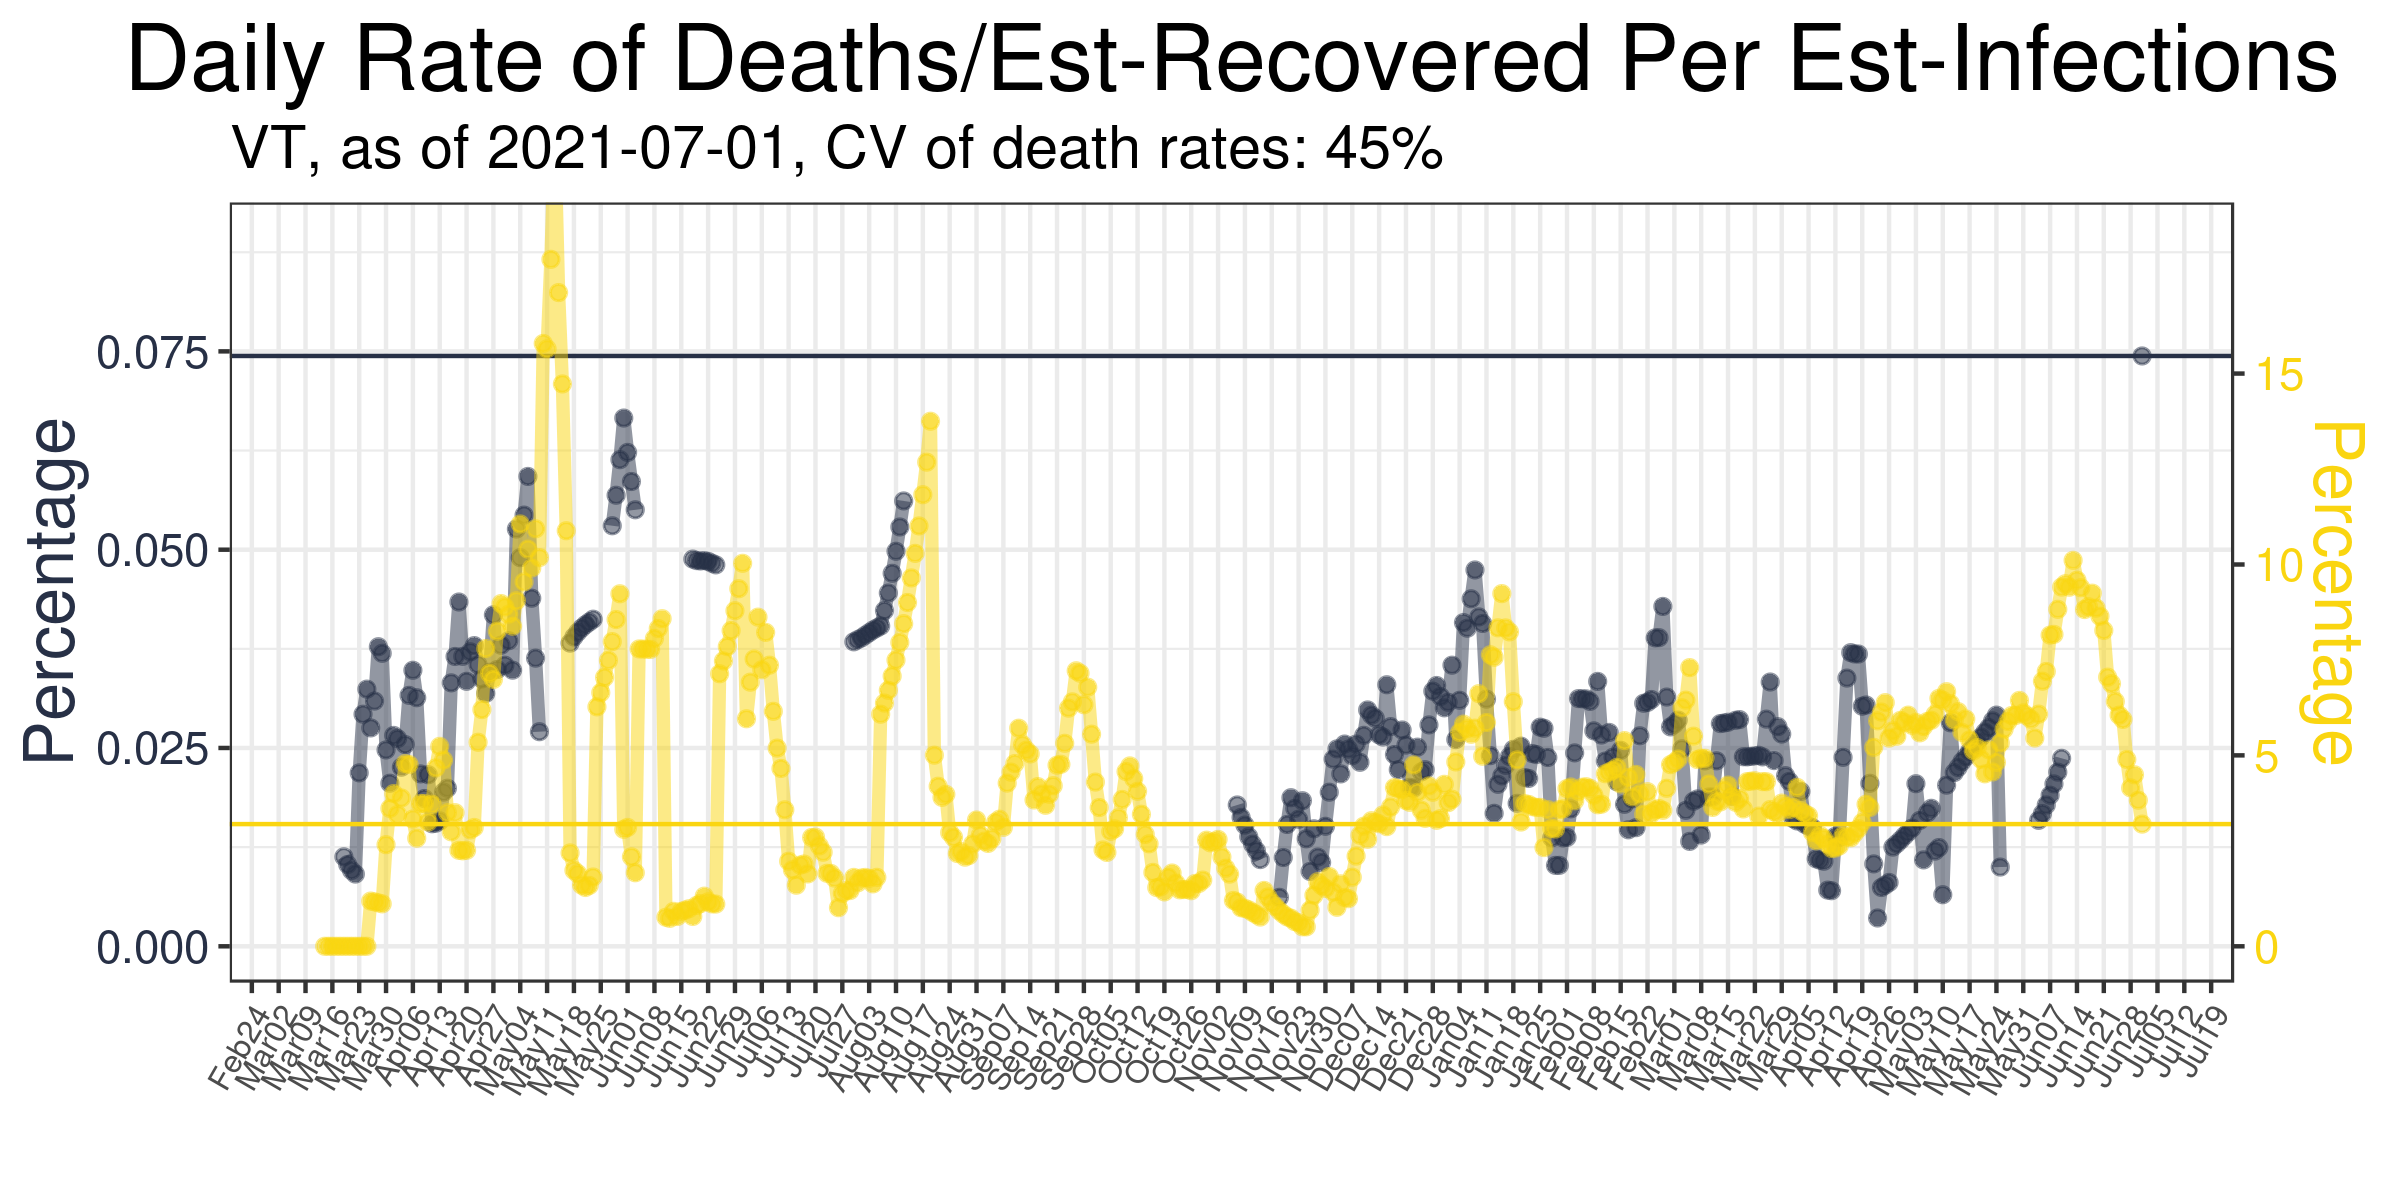 Daily Rate of Deaths/Est-Recovered Per Est-Infections
VT, as of 2021-07-01, CV of death rates: 45%
Percentage
0.075
0.050
0.025
0.000
15
10
5
0
Percentage
Feb24
Mar02
Mar09
Mar16
Mar23
Mar30
Apr06
Apr13
Apr20
Apr27
May04
May11
May18
May25
Jun01
Jun08
Jun15
Jun22
Jun29
Jul06
Jul13
Jul20
Jul27
Aug03
Aug10
Aug17
Aug24
Aug31
Sep07
Sep14
Sep21
Sep28
Oct05
Oct12
Oct19
Oct26
Nov02
Nov09
Nov16
Nov23
Nov30
Dec07
Dec14
Dec21
Dec28
Jan04
Jan11
Jan18
Jan25
Feb01
Feb08
Feb15
Feb22
Mar01
Mar08
Mar15
Mar22
Mar29
Apr05
Apr12
Apr19
Apr26
May03
May10
May17
May24
May31
Jun07
Jun14
Jun21
Jun28
Jul05
Jul12
Jul19